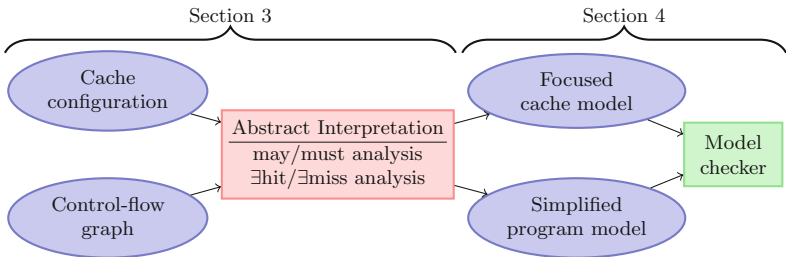 Section 3
Section 4
Cache
configuration
Focused
cache model
Abstract Interpretation
may/must analysis
∃hit/∃miss analysis
Model
checker
Control-flow
graph
Simplified
program model